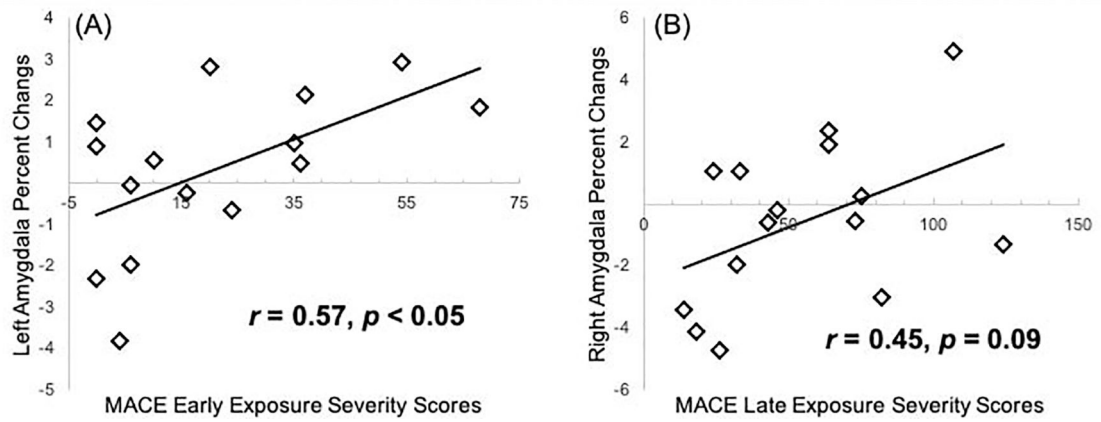 (A)
Left Amygdala Percent Changs
4
3
2
1
-1
-2
-3
-4
-5
-5 15 35 55 75
r = 0.57, p < 0.05
MACE Early Exposure Severity Scores
(B)
Right Amygdala Percent Changs
6
4
2
0 50 100 150
-2
-4
-6
r = 0.45, p = 0.09
MACE Late Exposure Severity Scores